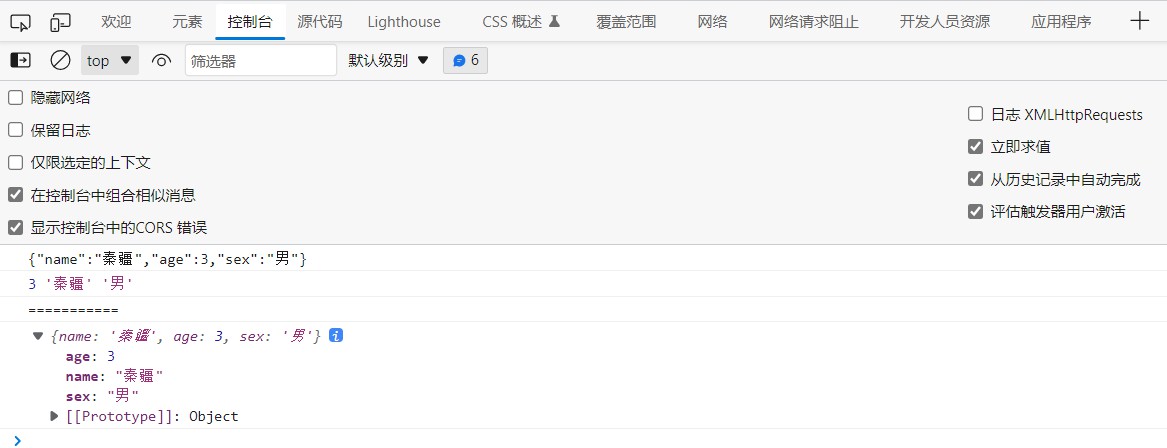 欢迎 元素 控制台 源代码 Lighthouse CSS 概述 覆盖范围 网络 网络请求阻止 开发人员资源 应用程序
top 筛选器 默认级别 6
隐藏网络
日志 XMLHttpRequests
保留日志
立即求值
仅限选定的上下文
从历史记录中自动完成
在控制台中组合相似消息
评估触发器用户激活
显示控制台中的CORS 错误
{"name":"秦疆","age":3,"sex":"男"}
3 '秦疆' '男'
===========
{name: '秦疆', age: 3, sex: '男'} i
age: 3
name: "秦疆"
sex: "男"
[[Prototype]]: Object